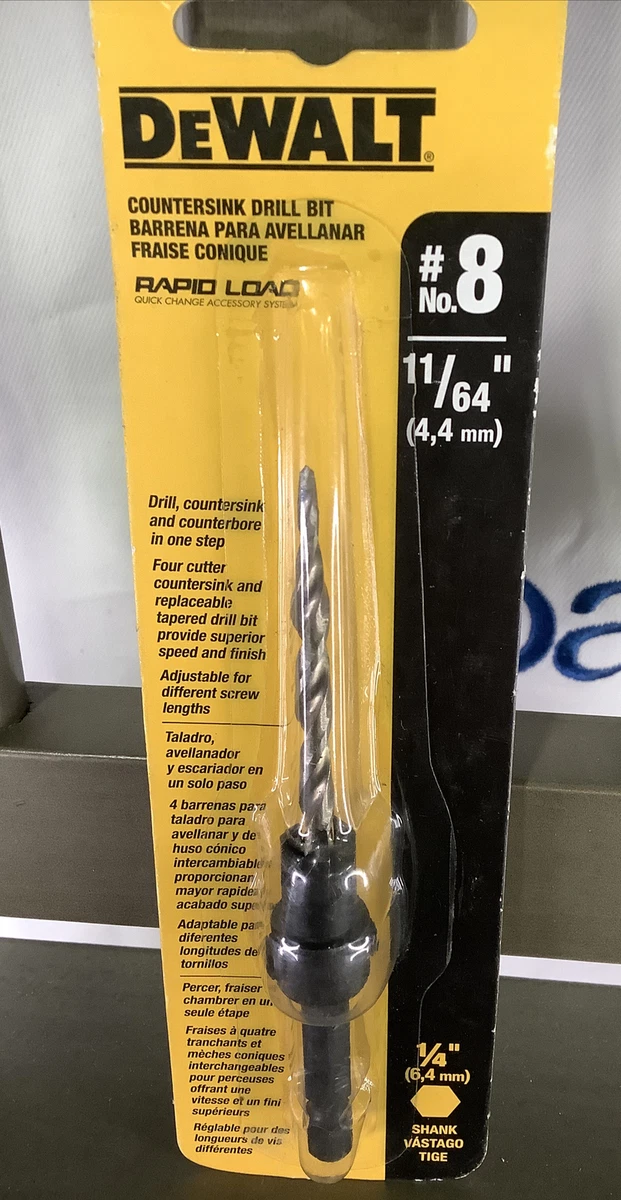 DEWALT®
COUNTERSINK DRILL BIT
BARRENA PARA AVELLANAR
FRAISE CONIQUE
RAPID LOAD
QUICK CHANGE ACCESSORY SYSTEM
#
No. 8
11/64"
(4,4 mm)
Drill, countersink
and counterbore
in one step
Four cutter
countersink and
replaceable
tapered drill bit
provide superior
speed and finish
Adjustable for
different screw
lengths
Taladro,
avellanador
y escariador en
un solo paso
4 barrenas para
taladro para
avellanar y de
huso cónico
intercambiable
proporcionan
mayor rapidez
acabado
Adaptable para
diferentes
longitudes de
tornillos
Percer, fraiser
chambrer en une
seule étape
Fraises à quatre
tranchants et
mèches coniques
interchangeables
pour perceuses
offrant une
vitesse et un fini
supérieurs
Réglable pour des
longueurs de vis
différentes
1/4"
(6,4 mm)
SHANK
VÁSTAGO
TIGE